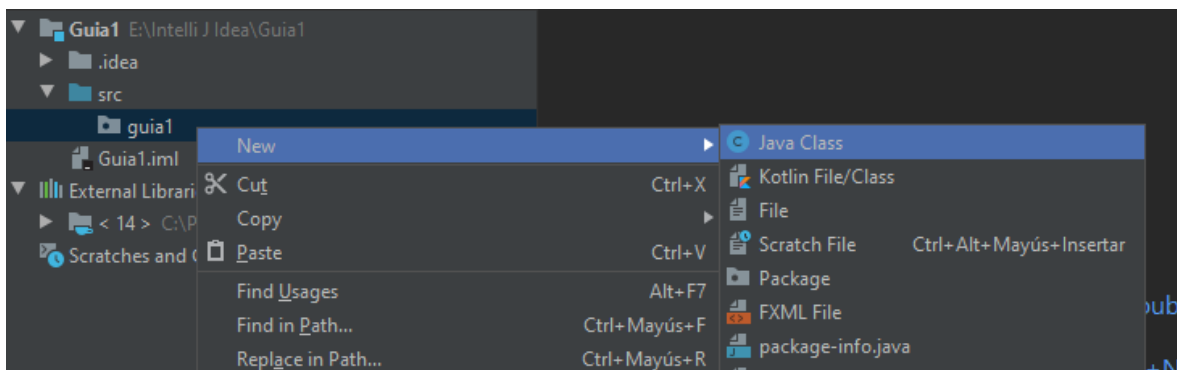 Guia1 E:\Intelli J Idea\Guia1
.idea
src
guia1
Guia1.iml
External Librari
< 14 > C:\P
Scratches and
New
Cut Ctrl+X
Copy
Paste Ctrl+V
Find Usages Alt+F7
Find in Path... Ctrl+Mayús+F
Replace in Path... Ctrl+Mayús+R
Java Class
Kotlin File/Class
File
Scratch File Ctrl+Alt+Mayús+Insertar
Package
FXML File
package-info.java